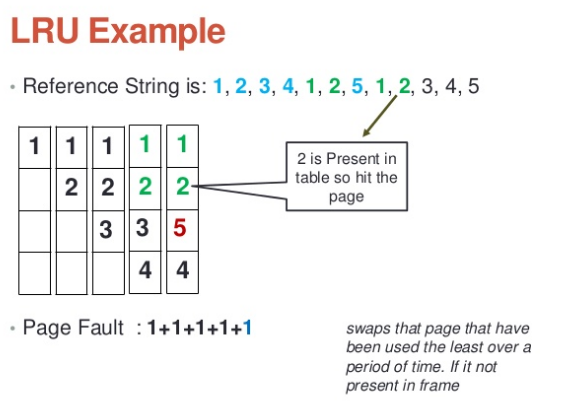 LRU Example
• Reference String is: 1, 2, 3, 4, 1, 2, 5, 1, 2, 3, 4, 5
1 1 1 1 1
2 2 2 2
3 3 5
4 4
2 is Present in
table so hit the
page
• Page Fault : 1+1+1+1+1
swaps that page that have
been used the least over a
period of time. If it not
present in frame